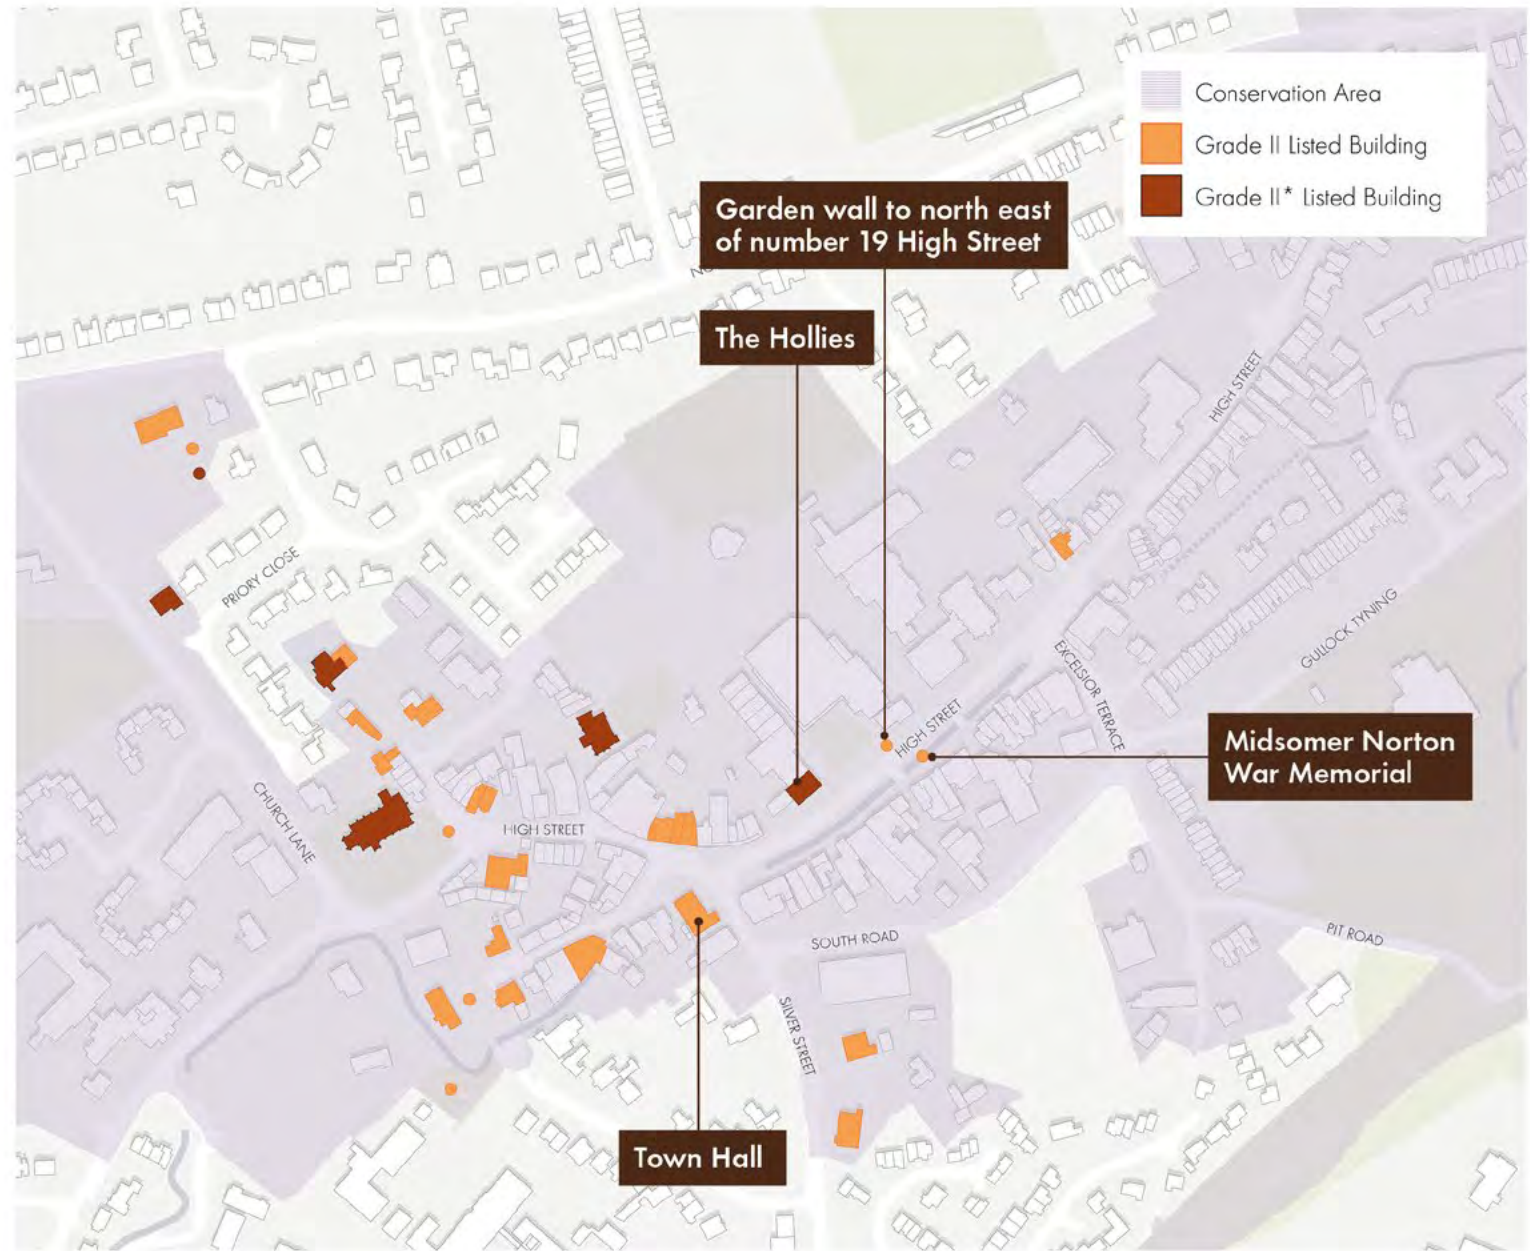 Conservation Area
Grade II Listed Building
Grade II* Listed Building
Garden wall to north east
of number 19 High Street
The Hollies
HIGH STREET
PRIORY CLOSE
GULLOCK TYNING
EXCELSIOR TERRACE
HIGH STREET
Midsomer Norton
War Memorial
CHURCH LANE
HIGH STREET
SOUTH ROAD
PIT ROAD
SILVER STREET
Town Hall